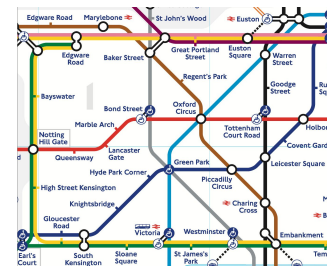 Edgware Road
Marylebone
St John's Wood
Euston
Edgware
Road
Baker Street
Great Portland
Street
Euston
Square
Warren
Street
Regent's Park
Goodge
Street
Bayswater
Bond Street
Oxford
Circus
Marble Arch
Tottenham
Court Road
Holbo
Notting
Hill Gate
Covent Gard
Queensway
Lancaster
Gate
Green Park
Leicester Square
Hyde Park Corner
Piccadilly
Circus
High Street Kensington
Knightsbridge
Charing
Cross
Gloucester
Road
Victoria
Westminster
Embankment
Earl's
Court
South
Kensington
Sloane
Square
St James's
Park
Tem